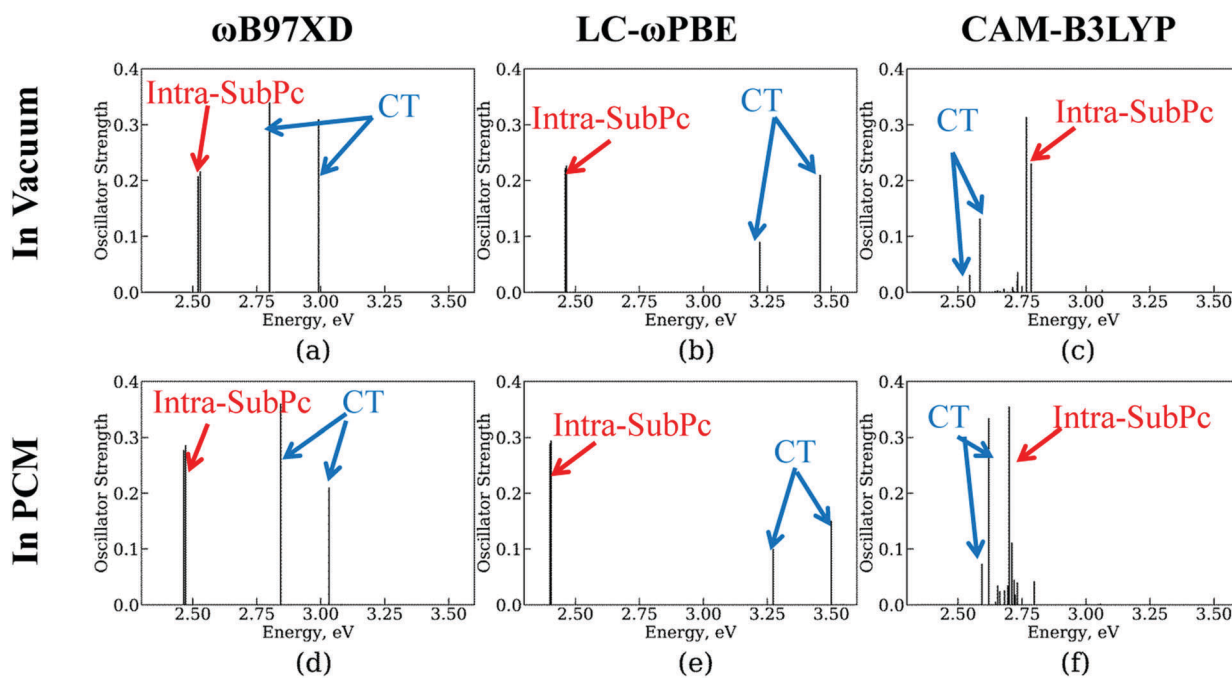 ωB97XD LC-ωPBE CAM-B3LYP
In Vacuum
Oscillator Strength
0.4
0.3
0.2
0.1
0.0
Intra-SubPc
CT
2.50 2.75 3.00 3.25 3.50
Energy, eV
(a)
Oscillator Strength
0.4
0.3
0.2
0.1
0.0
Intra-SubPc
CT
2.50 2.75 3.00 3.25 3.50
Energy, eV
(b)
Oscillator Strength
0.4
0.3
0.2
0.1
0.0
CT
Intra-SubPc
2.50 2.75 3.00 3.25 3.50
Energy, eV
(c)
In PCM
Oscillator Strength
0.4
0.3
0.2
0.1
0.0
Intra-SubPc
CT
2.50 2.75 3.00 3.25 3.50
Energy, eV
(d)
Oscillator Strength
0.4
0.3
0.2
0.1
0.0
Intra-SubPc
CT
2.50 2.75 3.00 3.25 3.50
Energy, eV
(e)
Oscillator Strength
0.4
0.3
0.2
0.1
0.0
CT
Intra-SubPc
2.50 2.75 3.00 3.25 3.50
Energy, eV
(f)